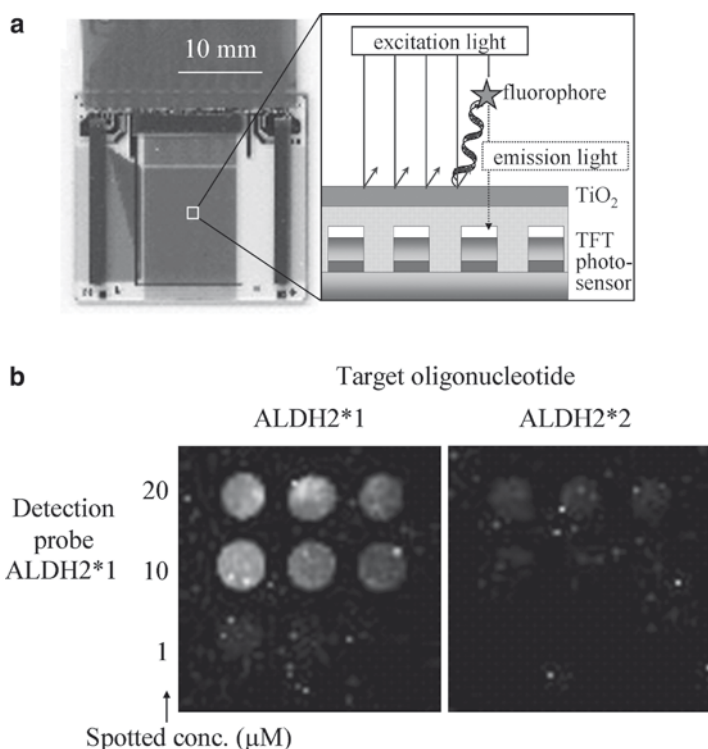 a
10 mm
excitation light
fluorophore
emission light
TiO2
TFT
photo-
sensor
b
Target oligonucleotide
ALDH2*1
ALDH2*2
Detection
probe
ALDH2*1
20
10
1
Spotted conc. (μM)